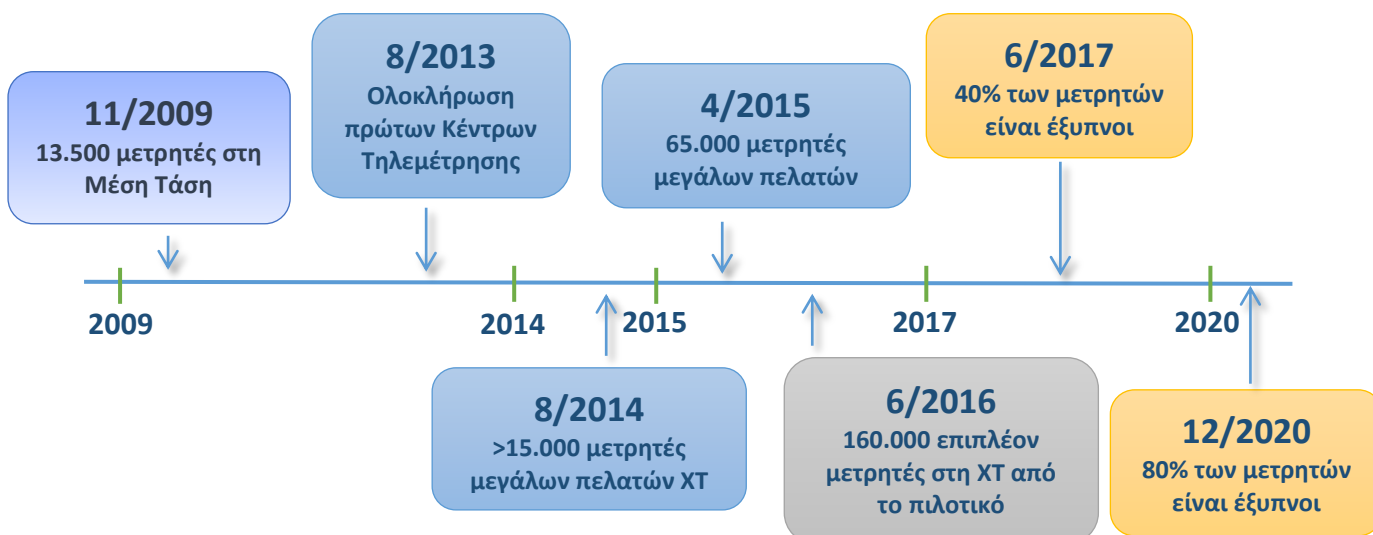 11/2009
13.500 μετρητές στη
Μέση Τάση
8/2013
Ολοκλήρωση
πρώτων Κέντρων
Τηλεμέτρησης
4/2015
65.000 μετρητές
μεγάλων πελατών
6/2017
40% των μετρητών
είναι έξυπνοι
2009
2014
2015
2017
2020
8/2014
>15.000 μετρητές
μεγάλων πελατών ΧΤ
6/2016
160.000 επιπλέον
μετρητές στη ΧΤ από
το πιλοτικό
12/2020
80% των μετρητών
είναι έξυπνοι